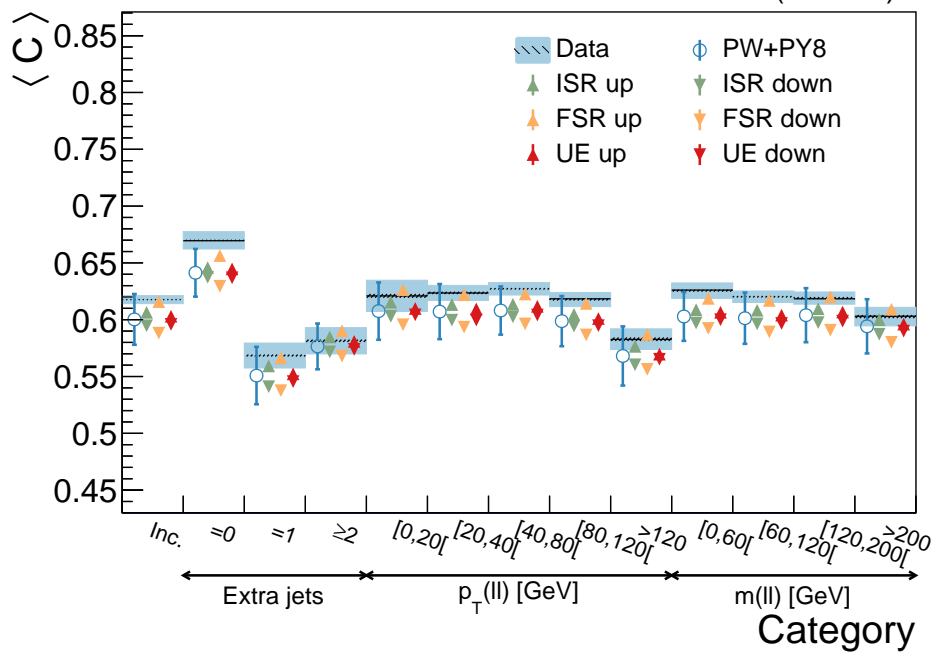 ⟨ C ⟩
0.85
0.8
0.75
0.7
0.65
0.6
0.55
0.5
0.45
Data
PW+PY8
ISR up
ISR down
FSR up
FSR down
UE up
UE down
Inc.
=0
=1
≥2
[0,20[
[20,40[
[40,80[
[80,120[
>120
[0,60[
[60,120[
[120,200[
>200
Extra jets
p_T(ll) [GeV]
m(ll) [GeV]
Category